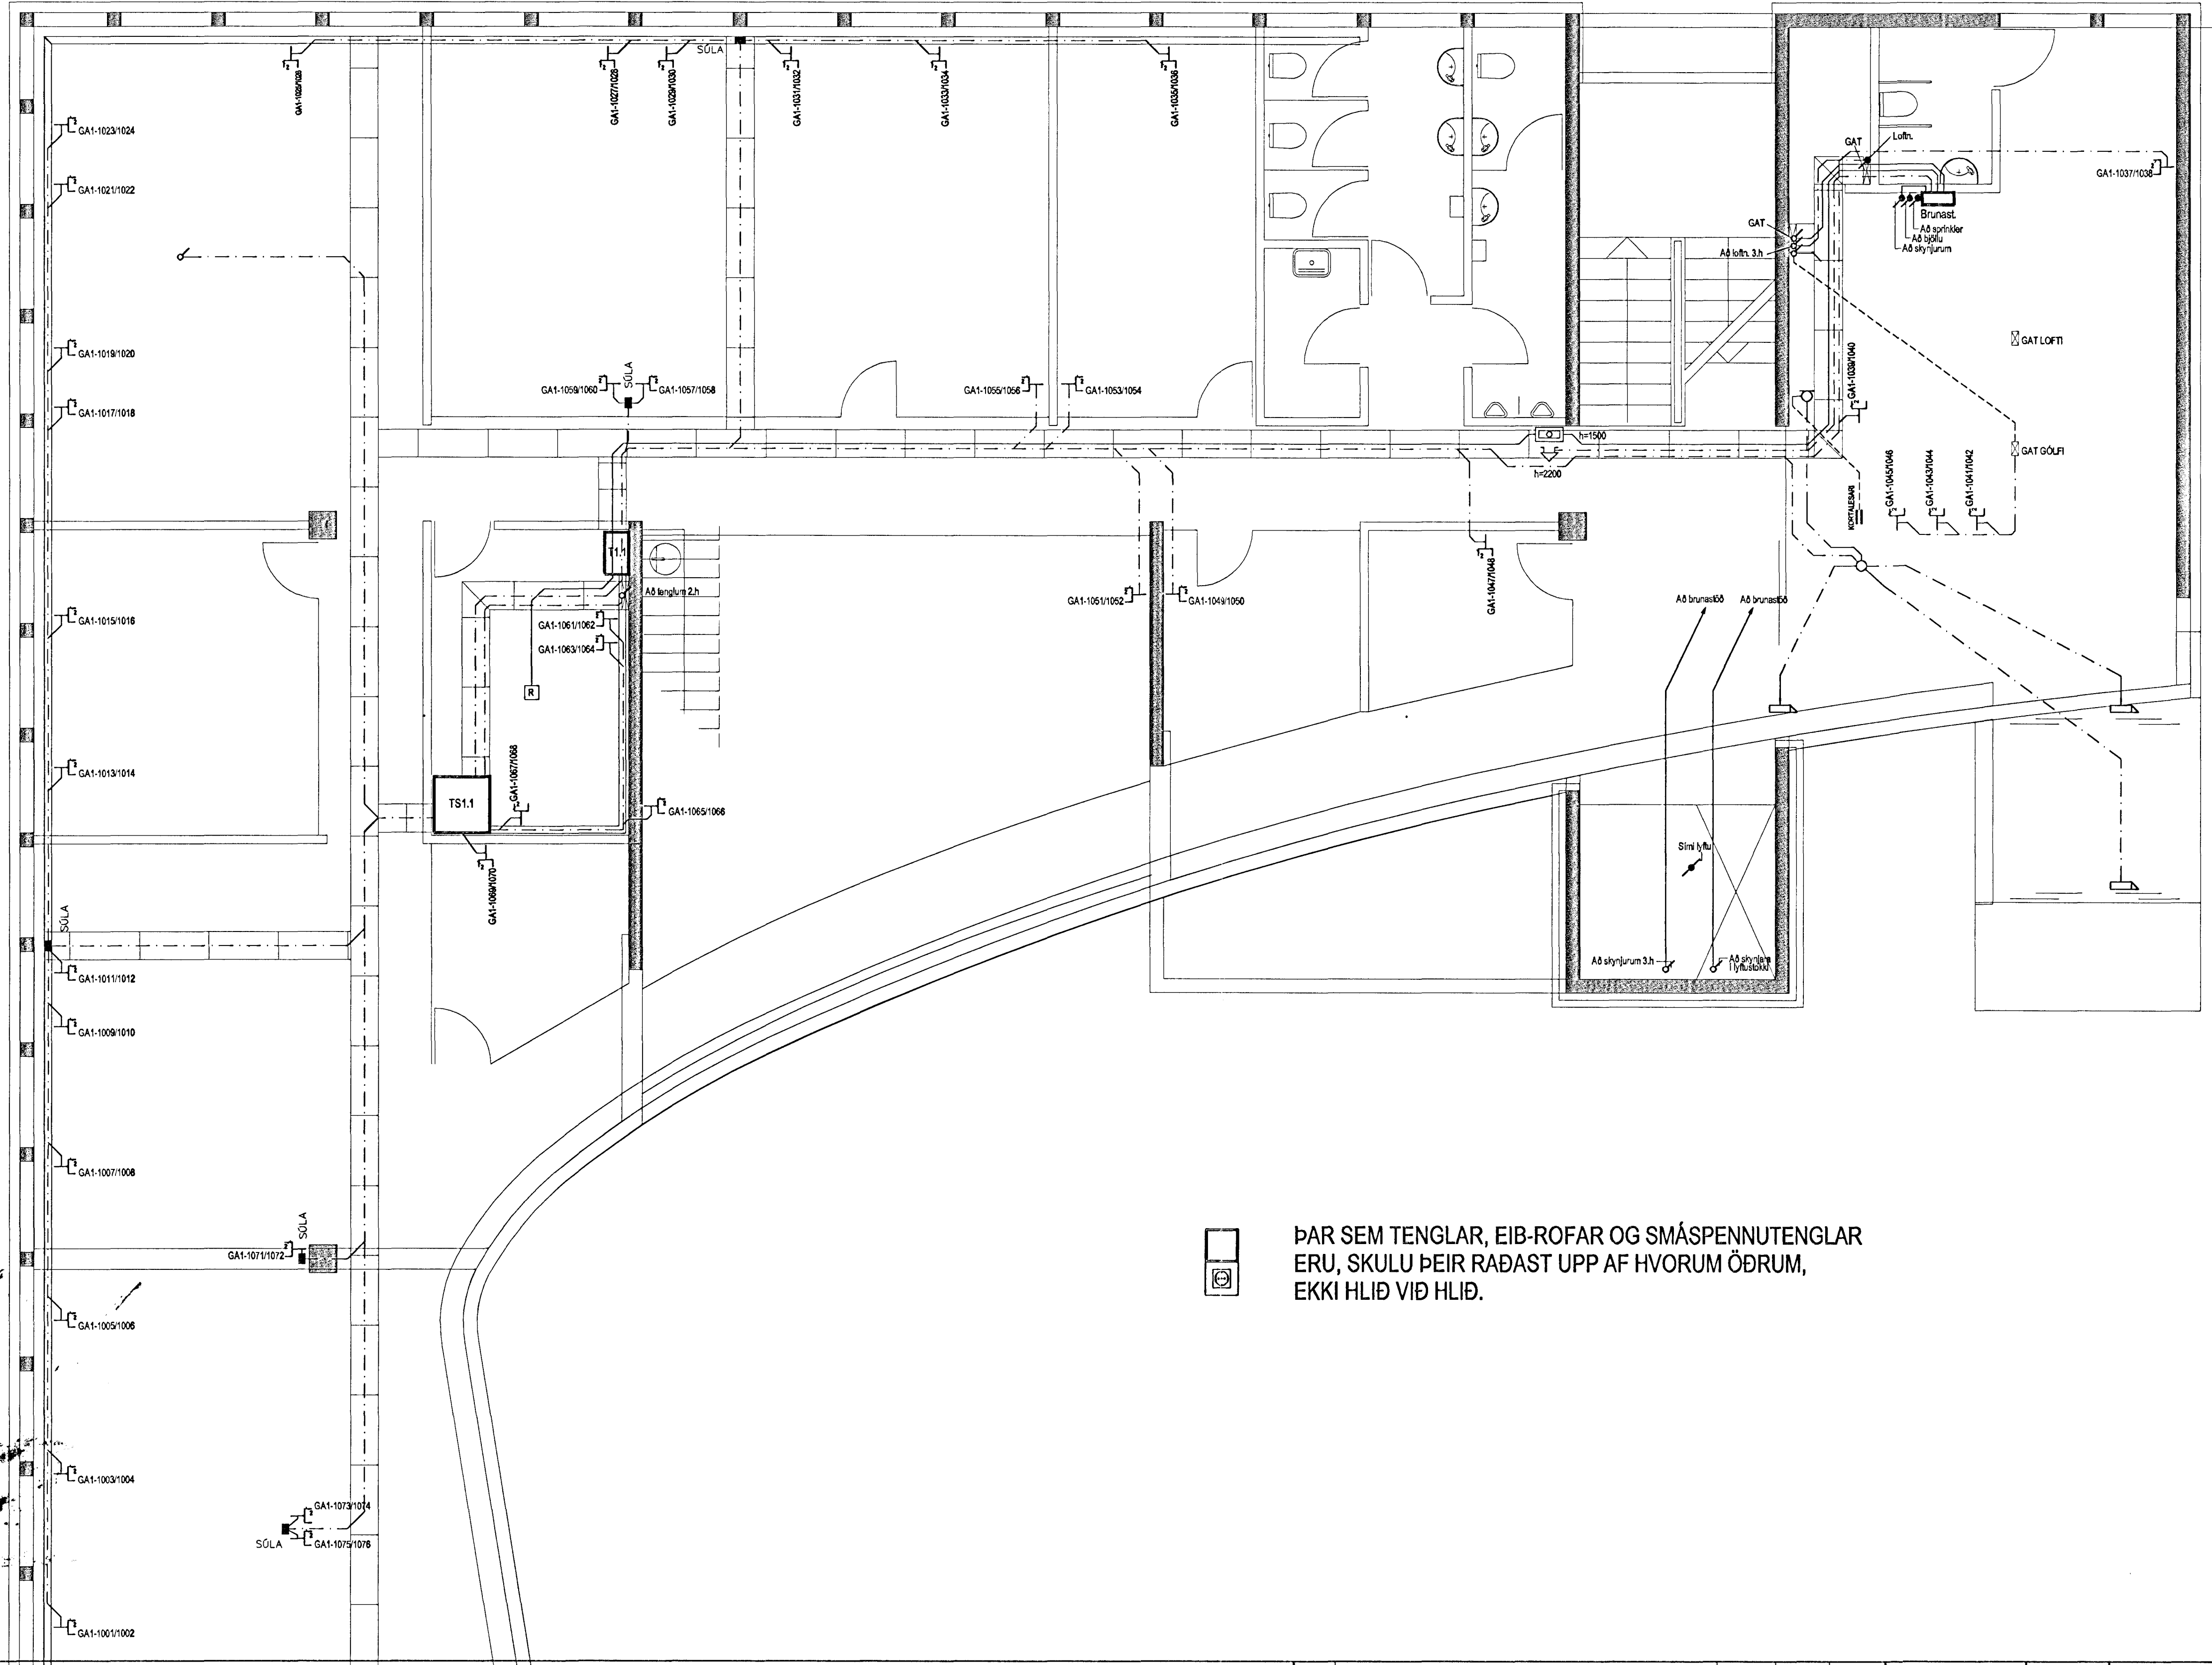 SÚLA
GA1-1025/1026
GA1-1027/1028
GA1-1029/1030
GA1-1031/1032
GA1-1033/1034
GA1-1035/1036
GA1-1023/1024
GA1-1021/1022
GA1-1019/1020
GA1-1017/1018
GA1-1015/1016
GA1-1013/1014
SÚLA
GA1-1011/1012
GA1-1009/1010
GA1-1007/1008
SÚLA
GA1-1071/1072
GA1-1005/1006
GA1-1003/1004
GA1-1073/1074
SÚLA
GA1-1075/1076
GA1-1001/1002
GA1-1059/1060
SÚLA
GA1-1057/1058
GA1-1055/1056
GA1-1053/1054
T1.1
Að tenglum 2.h
GA1-1061/1062
GA1-1063/1064
R
TS1.1
GA1-1067/1068
GA1-1065/1066
GA1-1069/1070
GA1-1051/1052
GA1-1049/1050
GA1-1047/1048
h=1500
h=2200
GAT
Loftn.
GA1-1037/1038
Brunast.
Að sprinkler
Að bjöllu
Að skynjurum
GAT
Að loftn. 3.h
GAT LOFTI
GA1-1039/1040
GAT GÓLFI
KORTALESARI
GA1-1045/1046
GA1-1043/1044
GA1-1041/1042
Að brunastöð
Að brunastöð
Sími lyftu
Að skynjurum 3.h
Að skynjara
í lyftustokki
ÞAR SEM TENGLAR, EIB-ROFAR OG SMÁSPENNUTENGLAR
ERU, SKULU ÞEIR RAÐAST UPP AF HVORUM ÖÐRUM,
EKKI HLIÐ VIÐ HLIÐ.